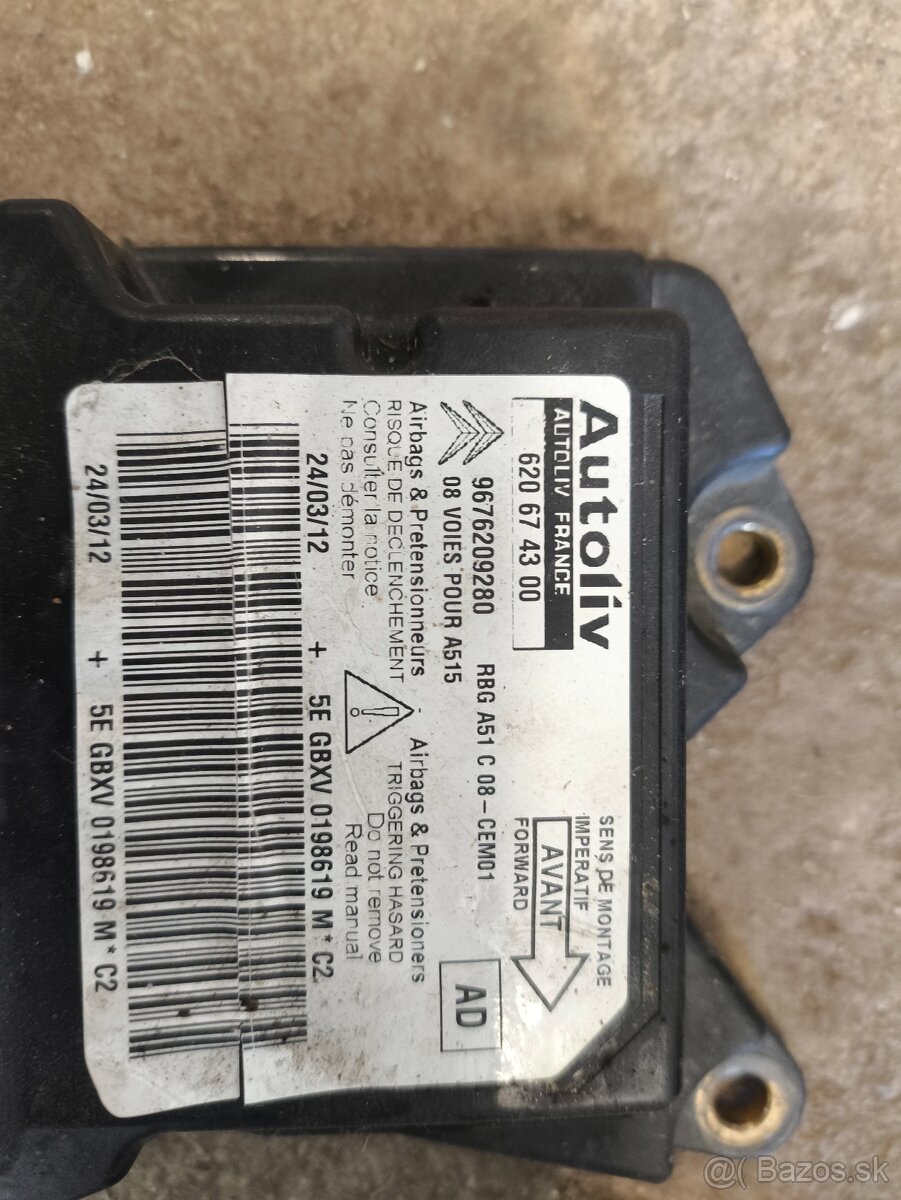 Autoliv
AUTOLIV FRANCE
620 67 43 00
SENS DE MONTAGE
IMPERATIF
AVANT
FORWARD
9676209280 RBG A51 C 08-CEM01
08 VOIES POUR A515
AD
Airbags & Pretensionneurs - Airbags & Pretensioners
RISQUE DE DECLENCHEMENT TRIGGERING HASARD
Consulter la notice Do not remove
Ne pas démonter Read manual
24/03/12 + 5E GBXV 0198619 M*C2
24/03/12 + 5E GBXV 0198619 M*C2
@ Bazos.sk